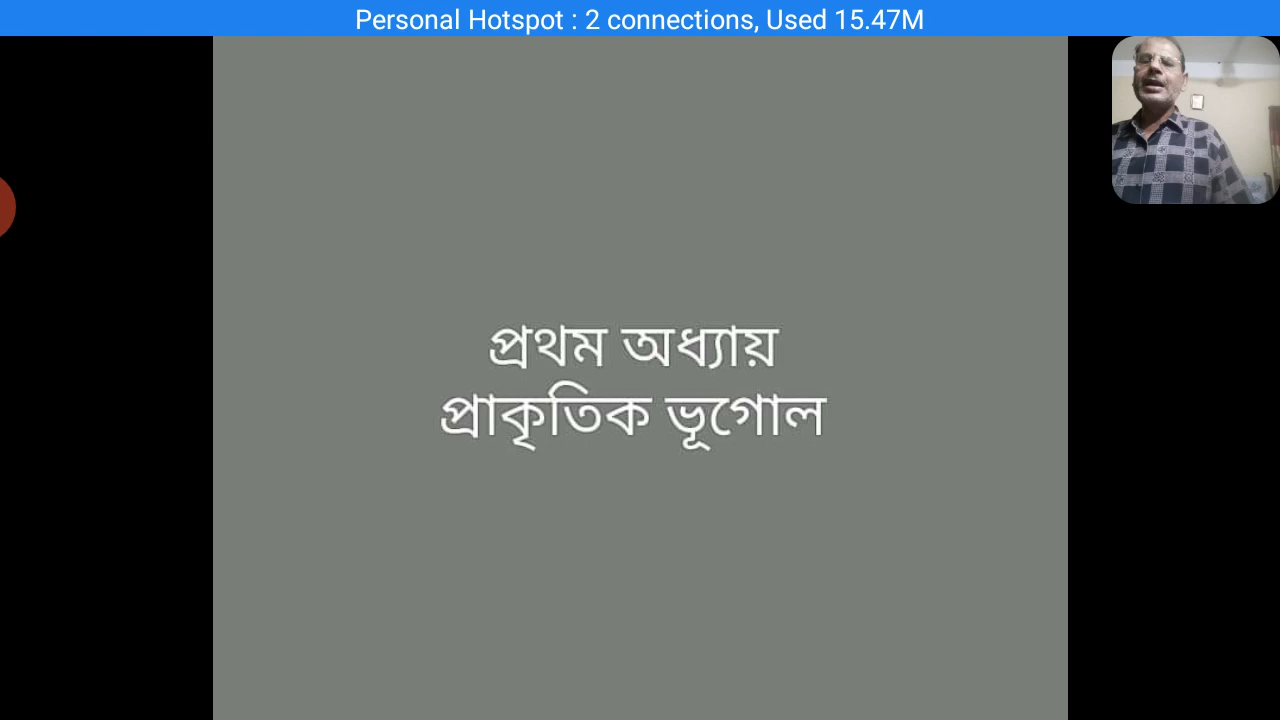 Personal Hotspot : 2 connections, Used 15.47M
প্রথম অধ্যায়
প্রাকৃতিক ভূগোল